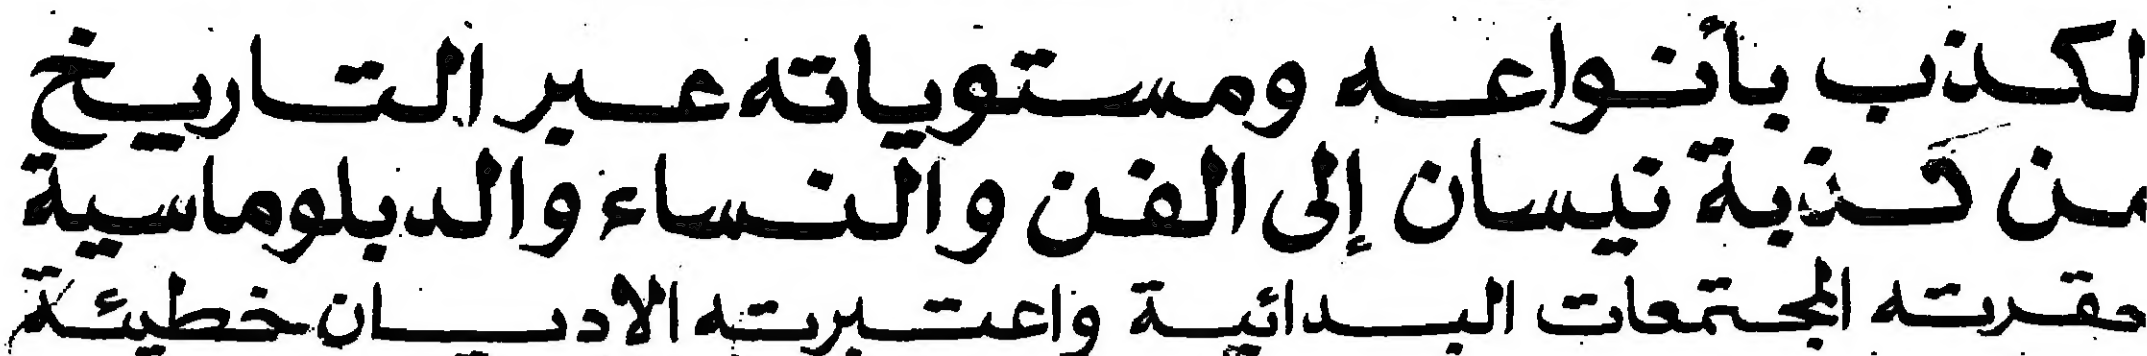 لكذب بأنواعه ومستوياته عبر التاريخ
من كذبة نيسان إلى الفن والنساء والدبلوماسية
حقرته المجتمعات البدائية واعتبرته الاديان خطيئة